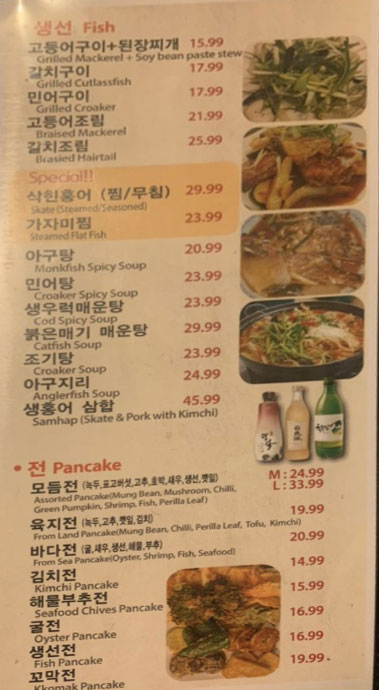 생선 Fish
고등어구이+된장찌개 15.99
Grilled Mackerel + Soy bean paste stew
갈치구이 17.99
Grilled Cutlassfish
민어구이 17.99
Grilled Croaker
고등어조림 21.99
Braised Mackerel
갈치조림 25.99
Brasied Hairtail
Special!!
삭힌홍어 (찜/무침) 29.99
Skate (Steamed/Seasoned)
가자미찜 23.99
Steamed Flat Fish
아구탕 20.99
Monkfish Spicy Soup
민어탕 23.99
Croaker Spicy Soup
생우럭매운탕 23.99
Cod Spicy Soup
붉은매기 매운탕 29.99
Catfish Soup
조기탕 23.99
Croaker Soup
아구지리 24.99
Anglerfish Soup
생홍어 삼합 45.99
Samhap (Skate & Pork with Kimchi)
• 전 Pancake
모듬전 (녹두,표고버섯,고추,호박,새우,생선,깻잎) M : 24.99
Assorted Pancake(Mung Bean, Mushroom, Chilli, L : 33.99
Green Pumpkin, Shrimp, Fish, Perilla Leaf)
육지전 (녹두,고추,깻잎,김치) 19.99
From Land Pancake(Mung Bean, Chilli, Perilla Leaf, Tofu, Kimchi)
바다전 (굴,새우,생선,해물,부추) 20.99
From Sea Pancake(Oyster, Shrimp, Fish, Seafood)
김치전 14.99
Kimchi Pancake
해물부추전 15.99
Seafood Chives Pancake
굴전 16.99
Oyster Pancake
생선전 16.99
Fish Pancake
꼬막전 19.99
Kkomak Pancake